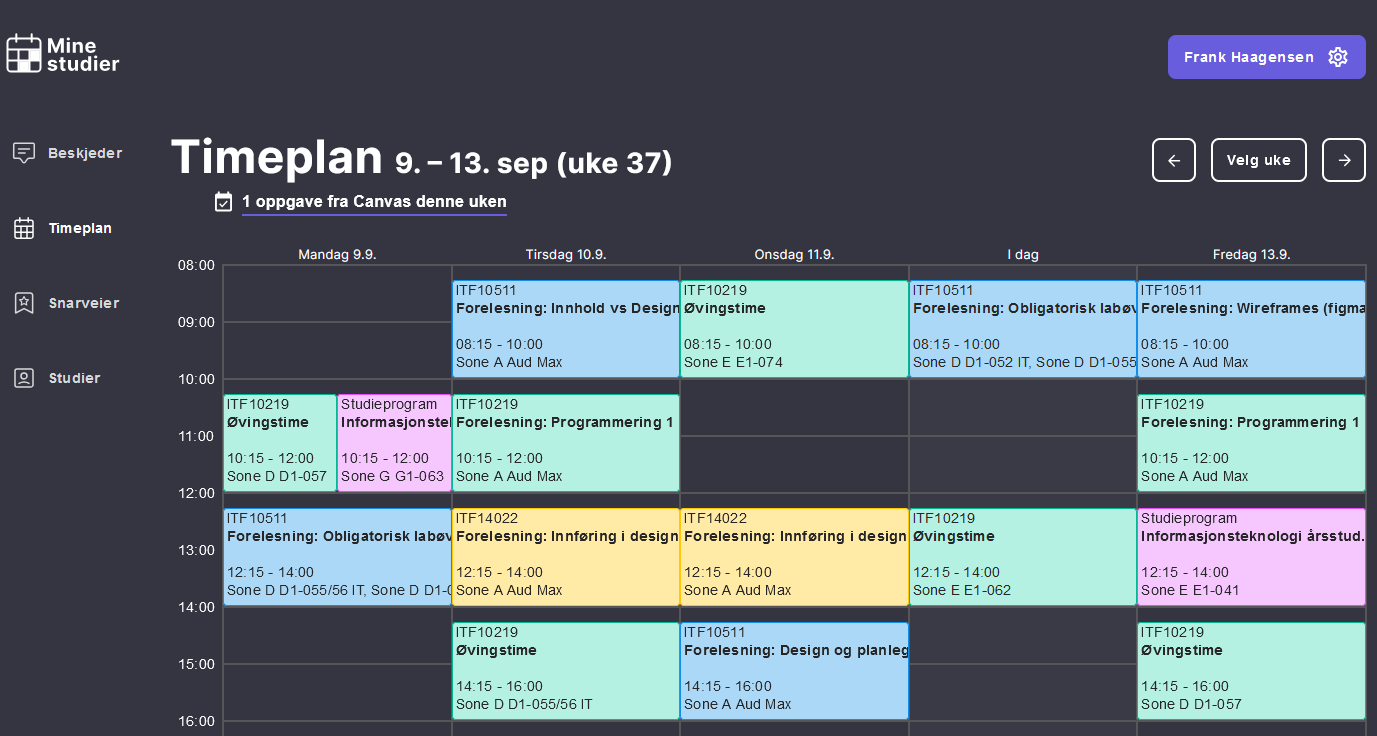 Mine
studier
Frank Haagensen
Beskjeder
Timeplan
Snarveier
Studier
Timeplan 9. – 13. sep (uke 37)
Velg uke
1 oppgave fra Canvas denne uken
Mandag 9.9.
Tirsdag 10.9.
Onsdag 11.9.
I dag
Fredag 13.9.
08:00
09:00
10:00
11:00
12:00
13:00
14:00
15:00
16:00
ITF10219
Øvingstime
10:15 - 12:00
Sone D D1-057
Studieprogram
Informasjonstel
10:15 - 12:00
Sone G G1-063
ITF10511
Forelesning: Obligatorisk labøv
12:15 - 14:00
Sone D D1-055/56 IT, Sone D D1-0
ITF10511
Forelesning: Innhold vs Design
08:15 - 10:00
Sone A Aud Max
ITF10219
Forelesning: Programmering 1
10:15 - 12:00
Sone A Aud Max
ITF14022
Forelesning: Innføring i design
12:15 - 14:00
Sone A Aud Max
ITF10219
Øvingstime
14:15 - 16:00
Sone D D1-055/56 IT
ITF10219
Øvingstime
08:15 - 10:00
Sone E E1-074
ITF14022
Forelesning: Innføring i design
12:15 - 14:00
Sone A Aud Max
ITF10511
Forelesning: Design og planleg
14:15 - 16:00
Sone A Aud Max
ITF10511
Forelesning: Obligatorisk labøv
08:15 - 10:00
Sone D D1-052 IT, Sone D D1-055
ITF10219
Øvingstime
12:15 - 14:00
Sone E E1-062
ITF10511
Forelesning: Wireframes (figma
08:15 - 10:00
Sone A Aud Max
ITF10219
Forelesning: Programmering 1
10:15 - 12:00
Sone A Aud Max
Studieprogram
Informasjonsteknologi årsstud.
12:15 - 14:00
Sone E E1-041
ITF10219
Øvingstime
14:15 - 16:00
Sone D D1-057